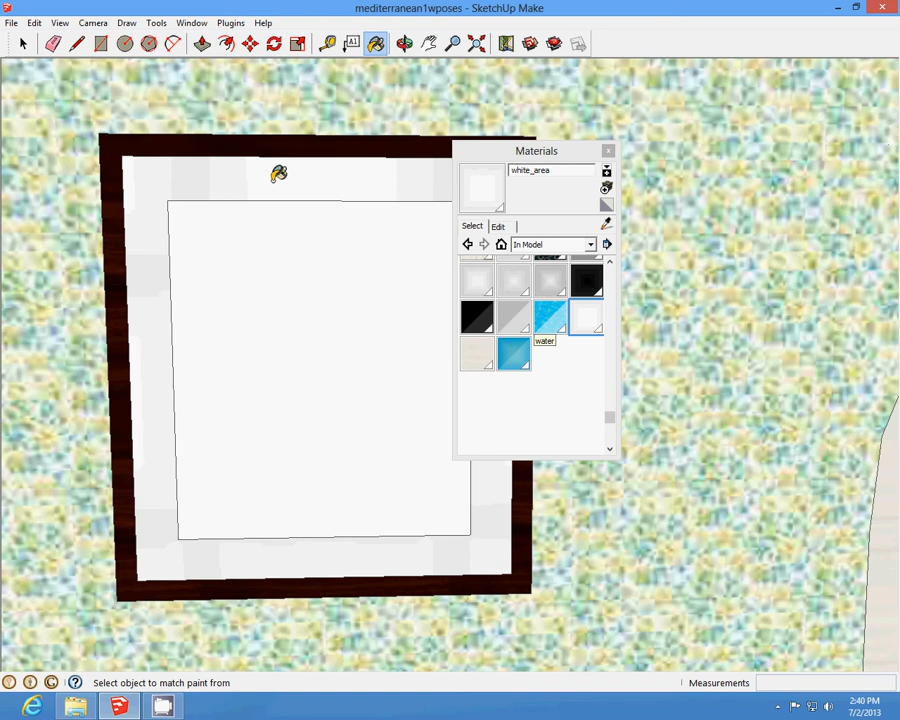 mediterranean1wposes - SketchUp Make
File Edit View Camera Draw Tools Window Plugins Help
A1
Materials
white_area
Select Edit
In Model
water
Select object to match paint from
Measurements
2:40 PM
7/2/2013